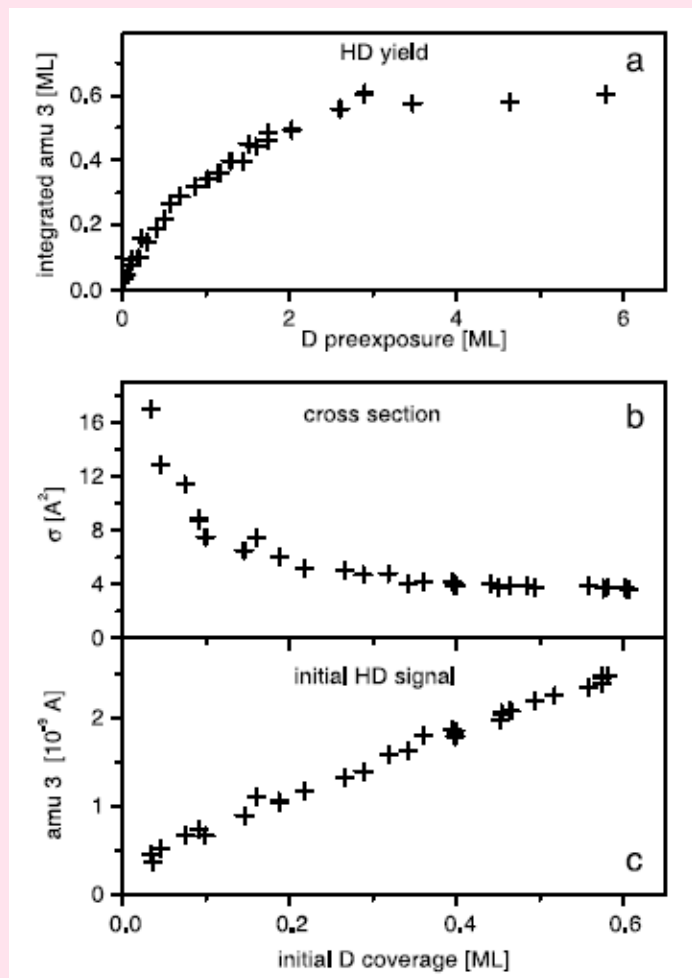 HD yield
a
integrated amu 3 [ML]
0.6
0.4
0.2
0.0
0 2 4 6
D preexposure [ML]
cross section
b
σ [A²]
16
12
8
4
0
initial HD signal
amu 3 [10⁻⁹ A]
2
1
0
c
0.0 0.2 0.4 0.6
initial D coverage [ML]